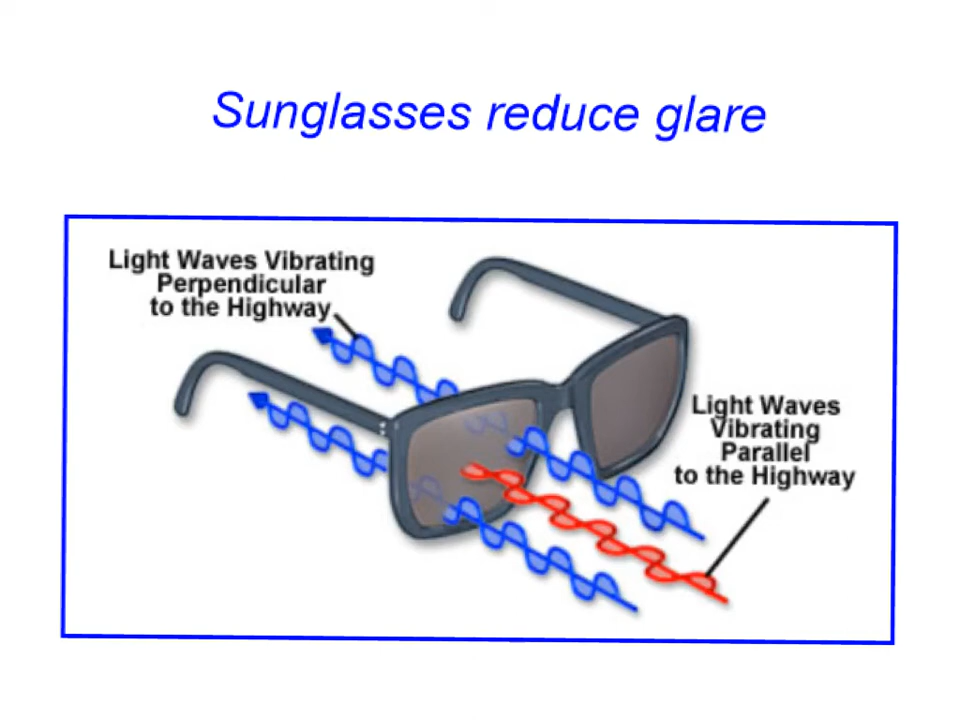 Sunglasses reduce glare
Light Waves Vibrating
Perpendicular
to the Highway
Light Waves
Vibrating
Parallel
to the Highway